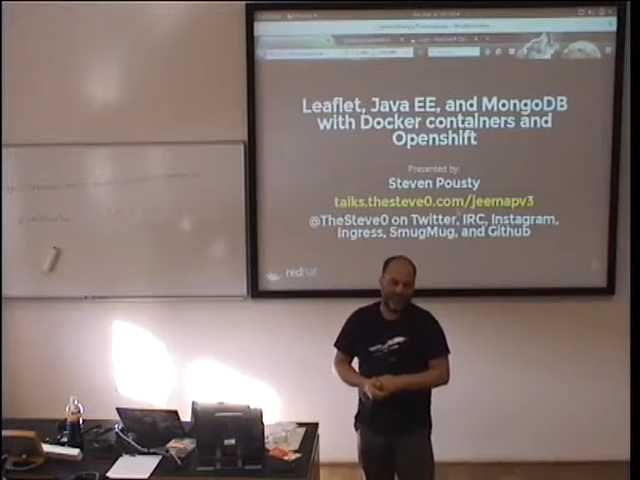 Leaflet, Java EE, and MongoDB
with Docker containers and
Openshift
Presented by:
Steven Pousty
talks.thesteve0.com/jeemapv3
@TheSteve0 on Twitter, IRC, Instagram,
Ingress, SmugMug, and Github
redhat